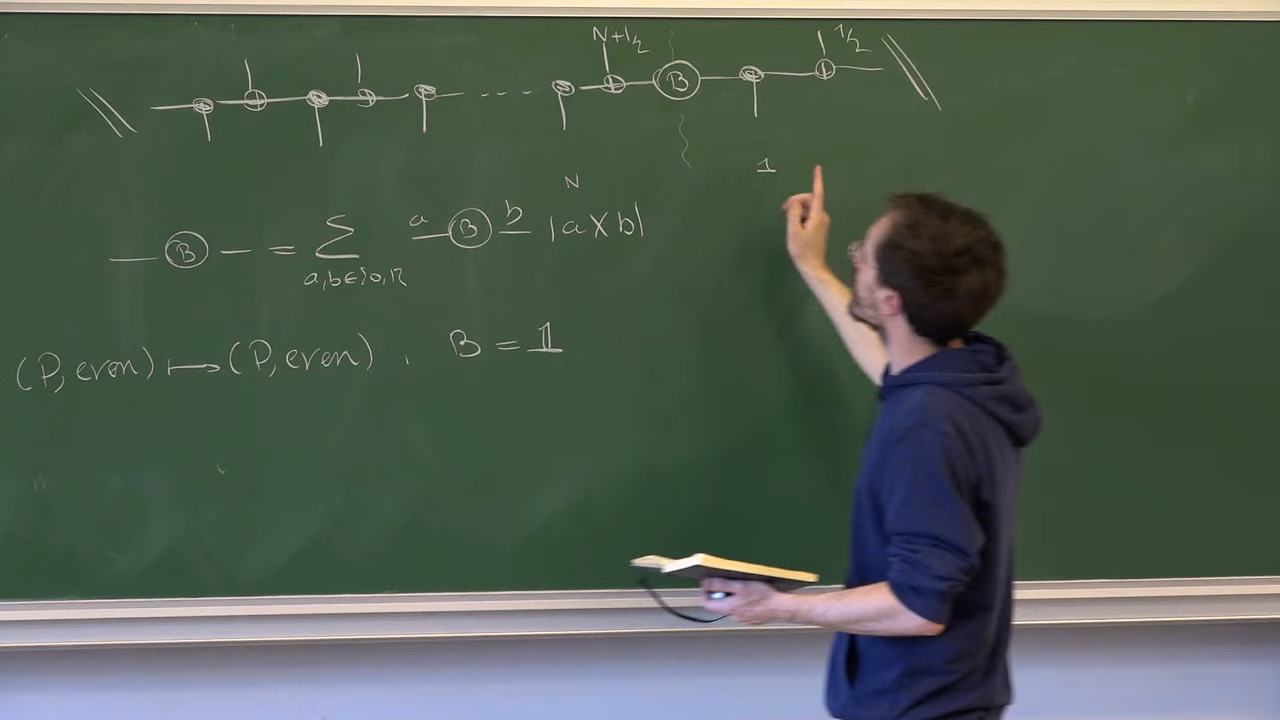 N+1/2 B 1/2
N 1
B = ∑ a B b |a⟩⟨b|
a,b∈{0,1}
(P, even) ⟼ (P, even) , B = 𝟙